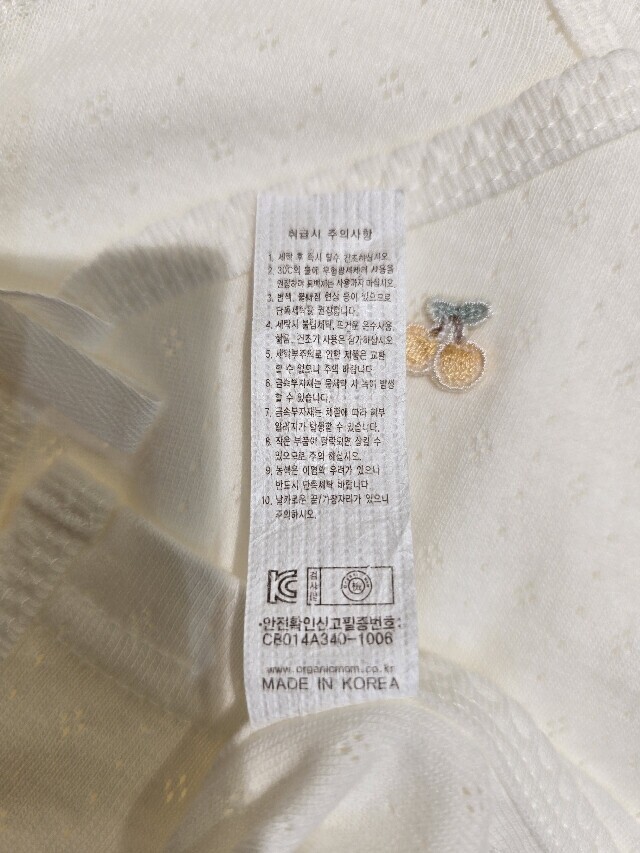 취급시 주의사항
1. 세탁 후 즉시 탈수 건조하십시오.
2. 30℃의 물에 무형광세제의 사용을
권장하며 표백제는 사용하지 마십시오.
3. 변색, 물빠짐 현상 등이 있으므로
단독세탁을 권장합니다.
4. 세탁시 불림세탁, 뜨거운 온수사용,
삶음, 건조기 사용은 삼가하십시오
5. 세탁부주의로 인한 제품은 교환
할 수 없으니 주의 바랍니다
6. 금속부자재는 물세탁 시 녹이 발생
할 수 있습니다.
7. 금속부자재는 체질에 따라 피부
알러지가 발생할 수 있습니다.
8. 작은 부품이 탈락되면 삼킬 수
있으므로 주의 하십시오.
9. 농색은 이염의 우려가 있으니
반드시 단독세탁 바랍니다.
10. 날카로운 끝/가장자리가 있으니
주의하십시오.
KC 검사필
·안전확인신고필증번호:
CB014A340-1006
www.organicmom.co.kr
MADE IN KOREA